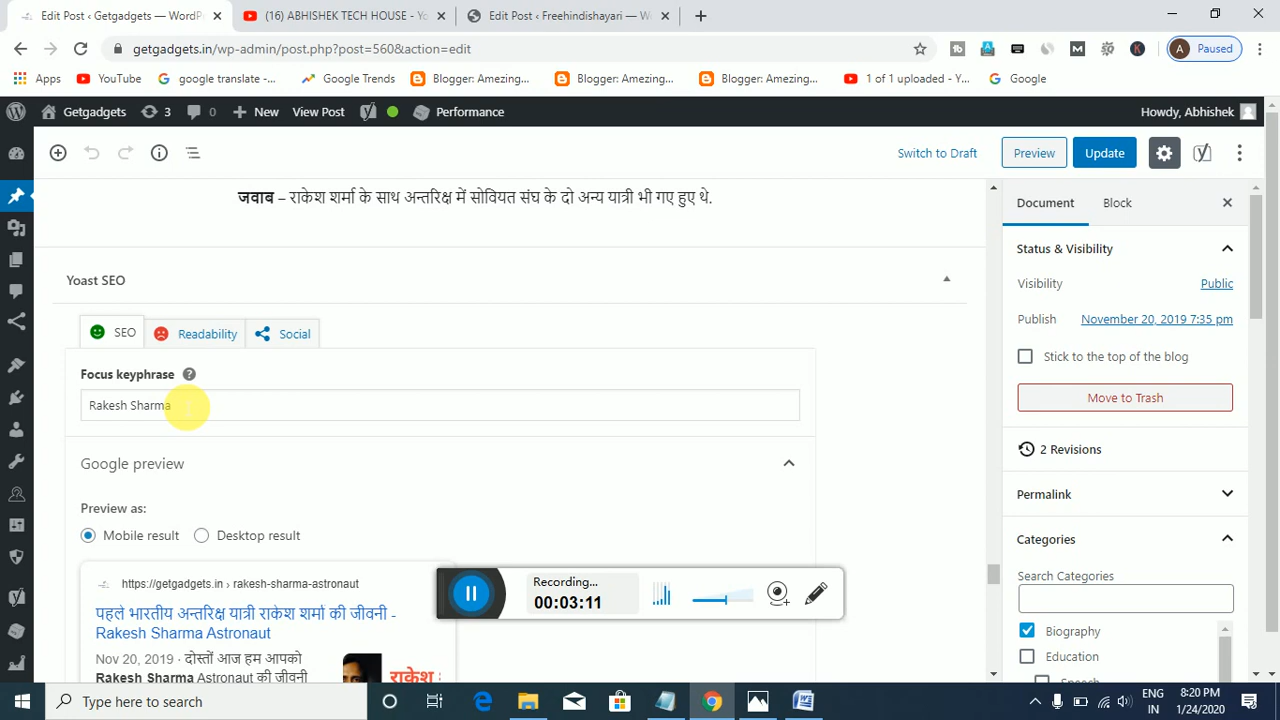 Edit Post ‹ Getgadgets — WordP
(16) ABHISHEK TECH HOUSE - Yo
Edit Post ‹ Freehindishayari — W
getgadgets.in/wp-admin/post.php?post=560&action=edit
A Paused
Apps YouTube google translate -... Google Trends Blogger: Amezing... Blogger: Amezing... Blogger: Amezing... 1 of 1 uploaded - Y... Google
Getgadgets 3 0 New View Post Performance Howdy, Abhishek
Switch to Draft Preview Update
जवाब – राकेश शर्मा के साथ अन्तरिक्ष में सोवियत संघ के दो अन्य यात्री भी गए हुए थे.
Yoast SEO
SEO Readability Social
Focus keyphrase ?
Rakesh Sharma
Google preview
Preview as:
Mobile result Desktop result
https://getgadgets.in › rakesh-sharma-astronaut
पहले भारतीय अन्तरिक्ष यात्री राकेश शर्मा की जीवनी -
Rakesh Sharma Astronaut
Nov 20, 2019 · दोस्तों आज हम आपको
Rakesh Sharma Astronaut की जीवनी
राकेश
Recording...
00:03:11
Document Block
Status & Visibility
Visibility Public
Publish November 20, 2019 7:35 pm
Stick to the top of the blog
Move to Trash
2 Revisions
Permalink
Categories
Search Categories
Biography
Education
Speech
Type here to search
ENG
IN
8:20 PM
1/24/2020